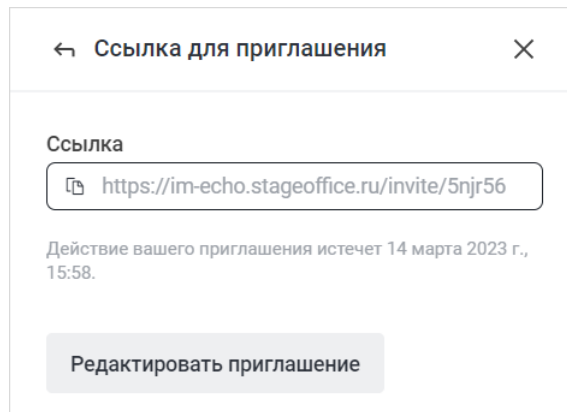 Ссылка для приглашения
Ссылка
https://im-echo.stageoffice.ru/invite/5njr56
Действие вашего приглашения истечет 14 марта 2023 г.,
15:58.
Редактировать приглашение